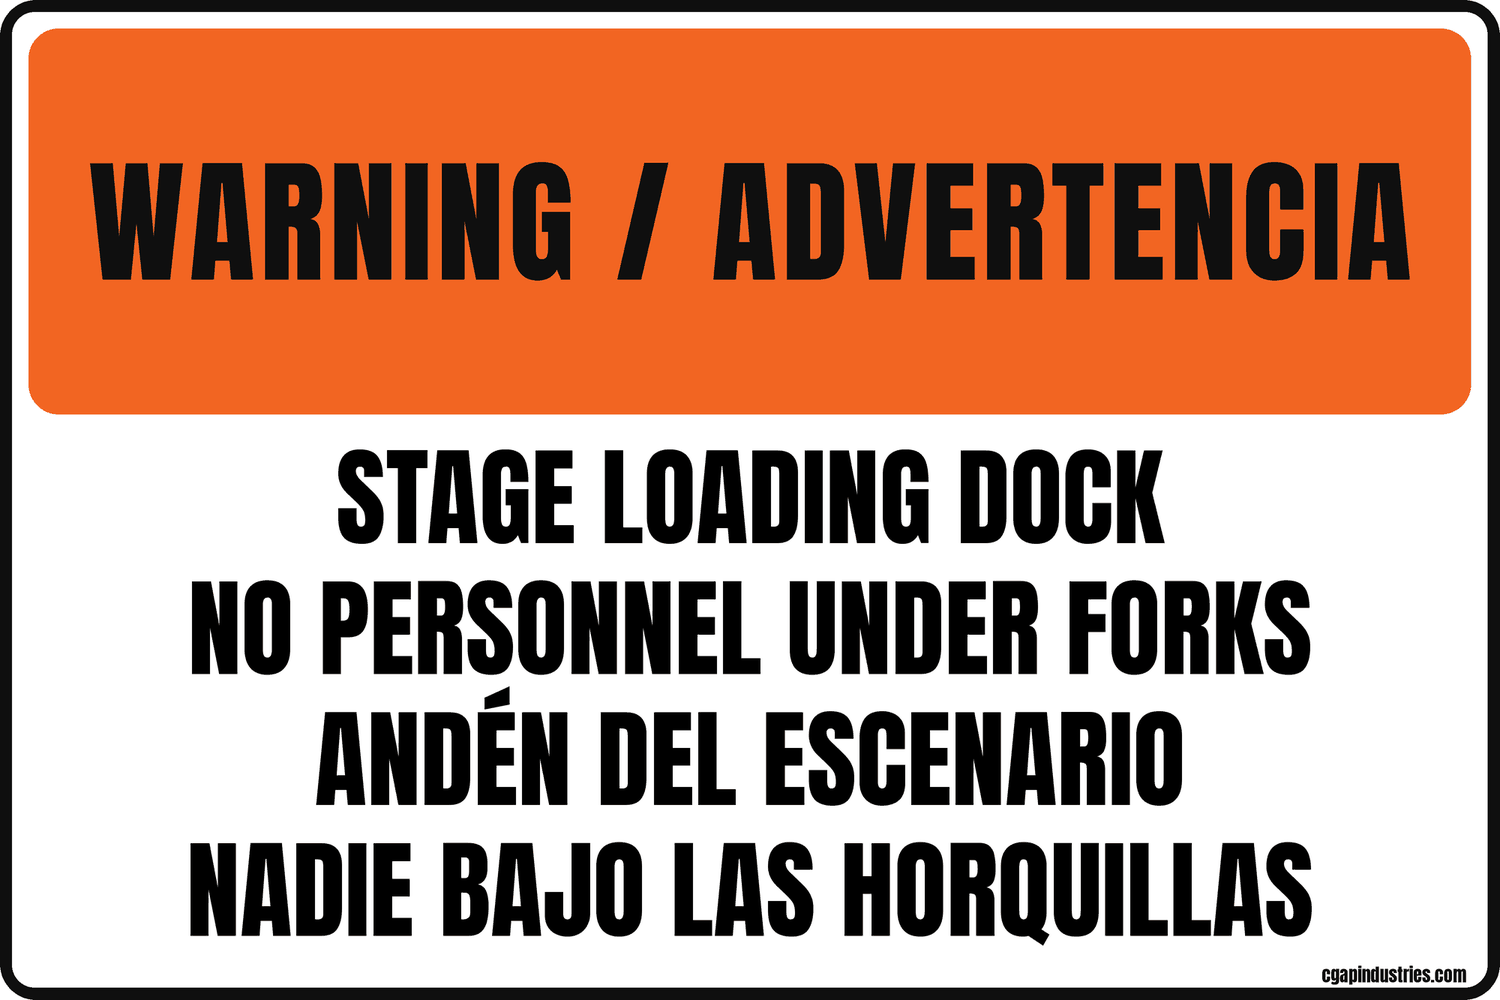 WARNING / ADVERTENCIA
STAGE LOADING DOCK
NO PERSONNEL UNDER FORKS
ANDÉN DEL ESCENARIO
NADIE BAJO LAS HORQUILLAS
cgapindustries.com